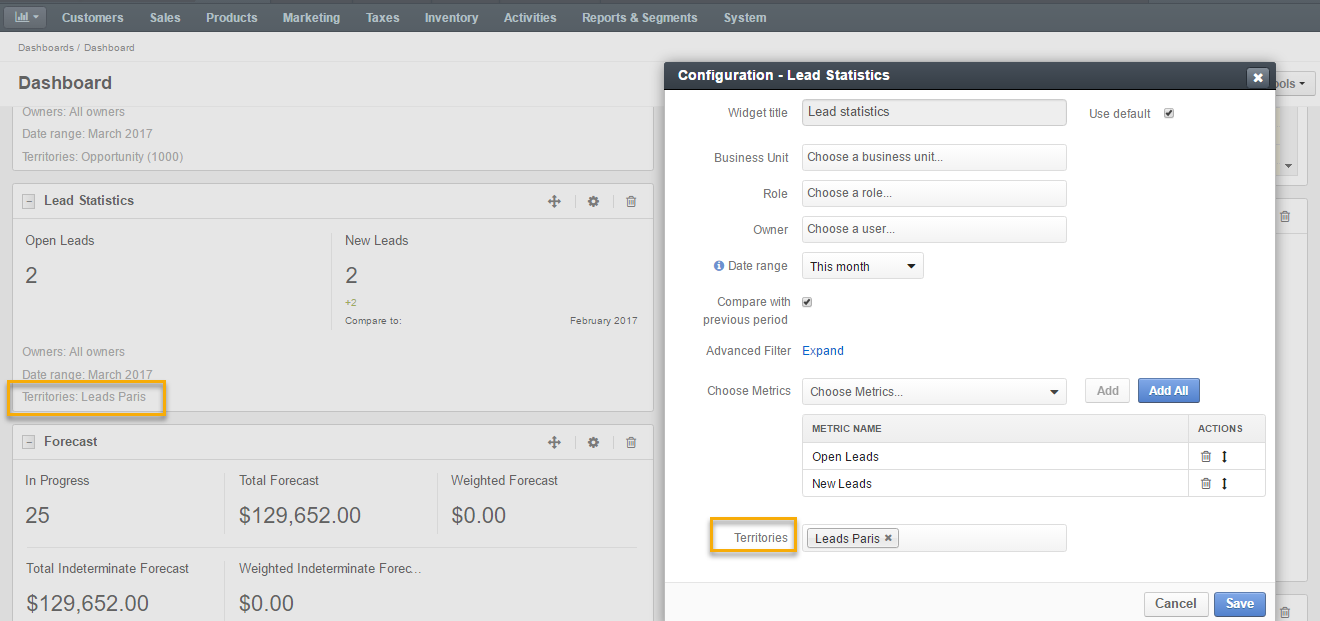 Customers Sales Products Marketing Taxes Inventory Activities Reports & Segments System
Dashboards / Dashboard
Dashboard
Owners: All owners
Date range: March 2017
Territories: Opportunity (1000)
Lead Statistics
Open Leads
2
New Leads
2
+2
Compare to: February 2017
Owners: All owners
Date range: March 2017
Territories: Leads Paris
Forecast
In Progress
25
Total Forecast
$129,652.00
Weighted Forecast
$0.00
Total Indeterminate Forecast
$129,652.00
Weighted Indeterminate Forec...
$0.00
Configuration - Lead Statistics
Widget title Lead statistics Use default
Business Unit Choose a business unit...
Role Choose a role...
Owner Choose a user...
Date range This month
Compare with
previous period
Advanced Filter Expand
Choose Metrics Choose Metrics... Add Add All
METRIC NAME ACTIONS
Open Leads
New Leads
Territories Leads Paris
Cancel Save